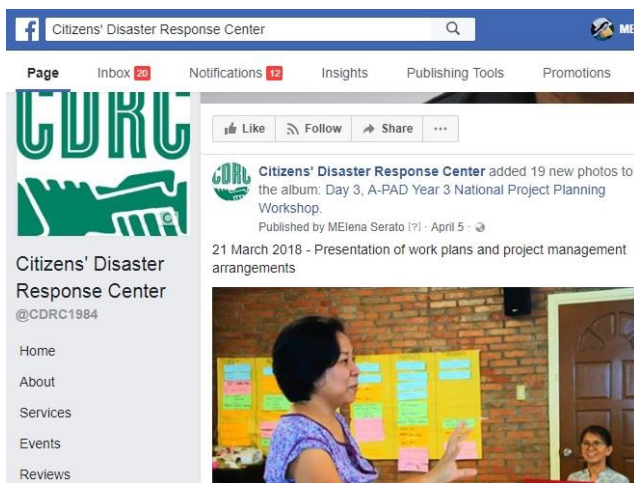 Citizens' Disaster Response Center
ME
Page Inbox 20 Notifications 12 Insights Publishing Tools Promotions
CDRC
Citizens' Disaster
Response Center
@CDRC1984
Home
About
Services
Events
Reviews
Like Follow Share ...
CDRC
Citizens' Disaster Response Center added 19 new photos to
the album: Day 3, A-PAD Year 3 National Project Planning
Workshop.
Published by MElena Serato [?] · April 5 ·
21 March 2018 - Presentation of work plans and project management
arrangements